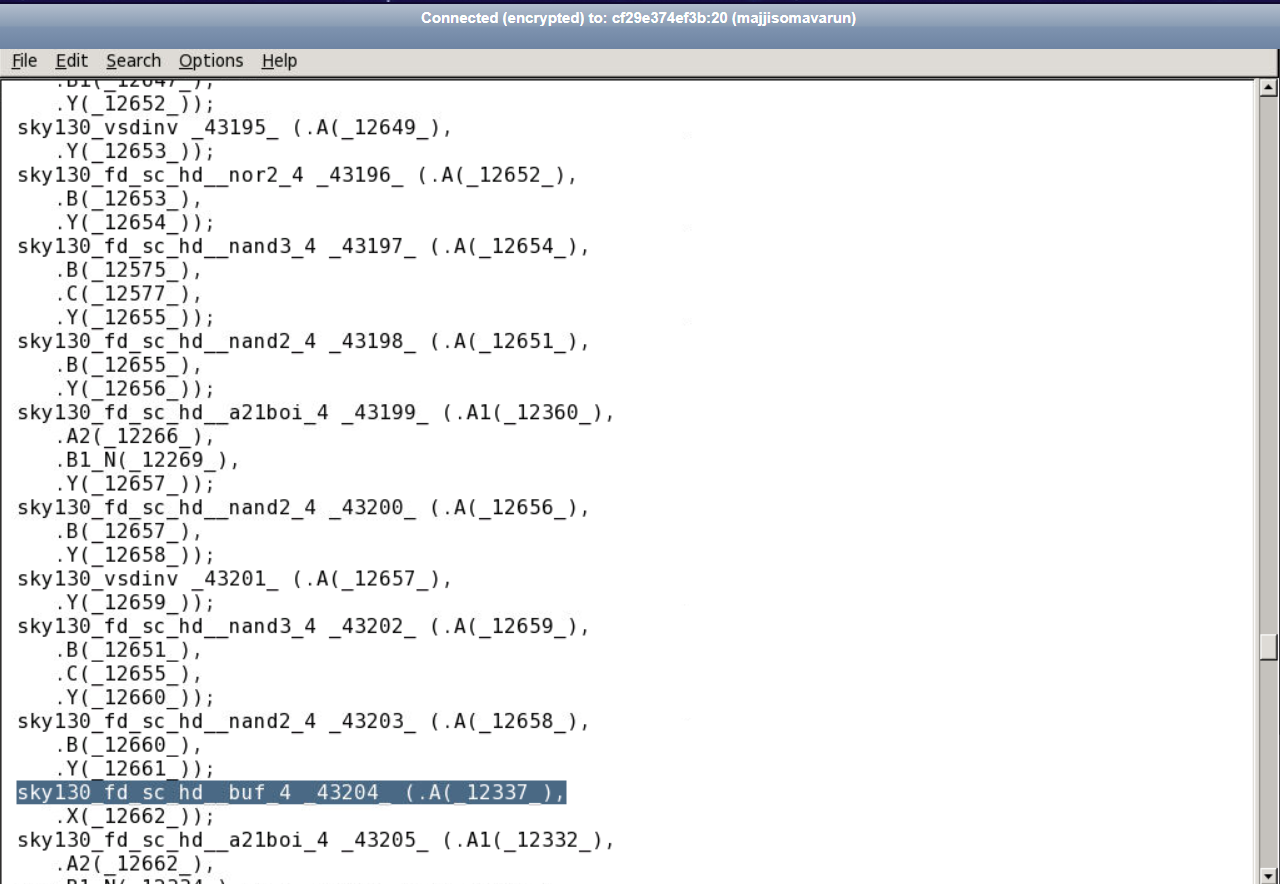 Connected (encrypted) to: cf29e374ef3b:20 (majjisomavarun)
File Edit Search Options Help
.B1(_12647_),
.Y(_12652_));
sky130_vsdinv _43195_ (.A(_12649_),
.Y(_12653_));
sky130_fd_sc_hd__nor2_4 _43196_ (.A(_12652_),
.B(_12653_),
.Y(_12654_));
sky130_fd_sc_hd__nand3_4 _43197_ (.A(_12654_),
.B(_12575_),
.C(_12577_),
.Y(_12655_));
sky130_fd_sc_hd__nand2_4 _43198_ (.A(_12651_),
.B(_12655_),
.Y(_12656_));
sky130_fd_sc_hd__a21boi_4 _43199_ (.A1(_12360_),
.A2(_12266_),
.B1_N(_12269_),
.Y(_12657_));
sky130_fd_sc_hd__nand2_4 _43200_ (.A(_12656_),
.B(_12657_),
.Y(_12658_));
sky130_vsdinv _43201_ (.A(_12657_),
.Y(_12659_));
sky130_fd_sc_hd__nand3_4 _43202_ (.A(_12659_),
.B(_12651_),
.C(_12655_),
.Y(_12660_));
sky130_fd_sc_hd__nand2_4 _43203_ (.A(_12658_),
.B(_12660_),
.Y(_12661_));
sky130_fd_sc_hd__buf_4 _43204_ (.A(_12337_),
.X(_12662_));
sky130_fd_sc_hd__a21boi_4 _43205_ (.A1(_12332_),
.A2(_12662_),
.B1_N(_12334_),